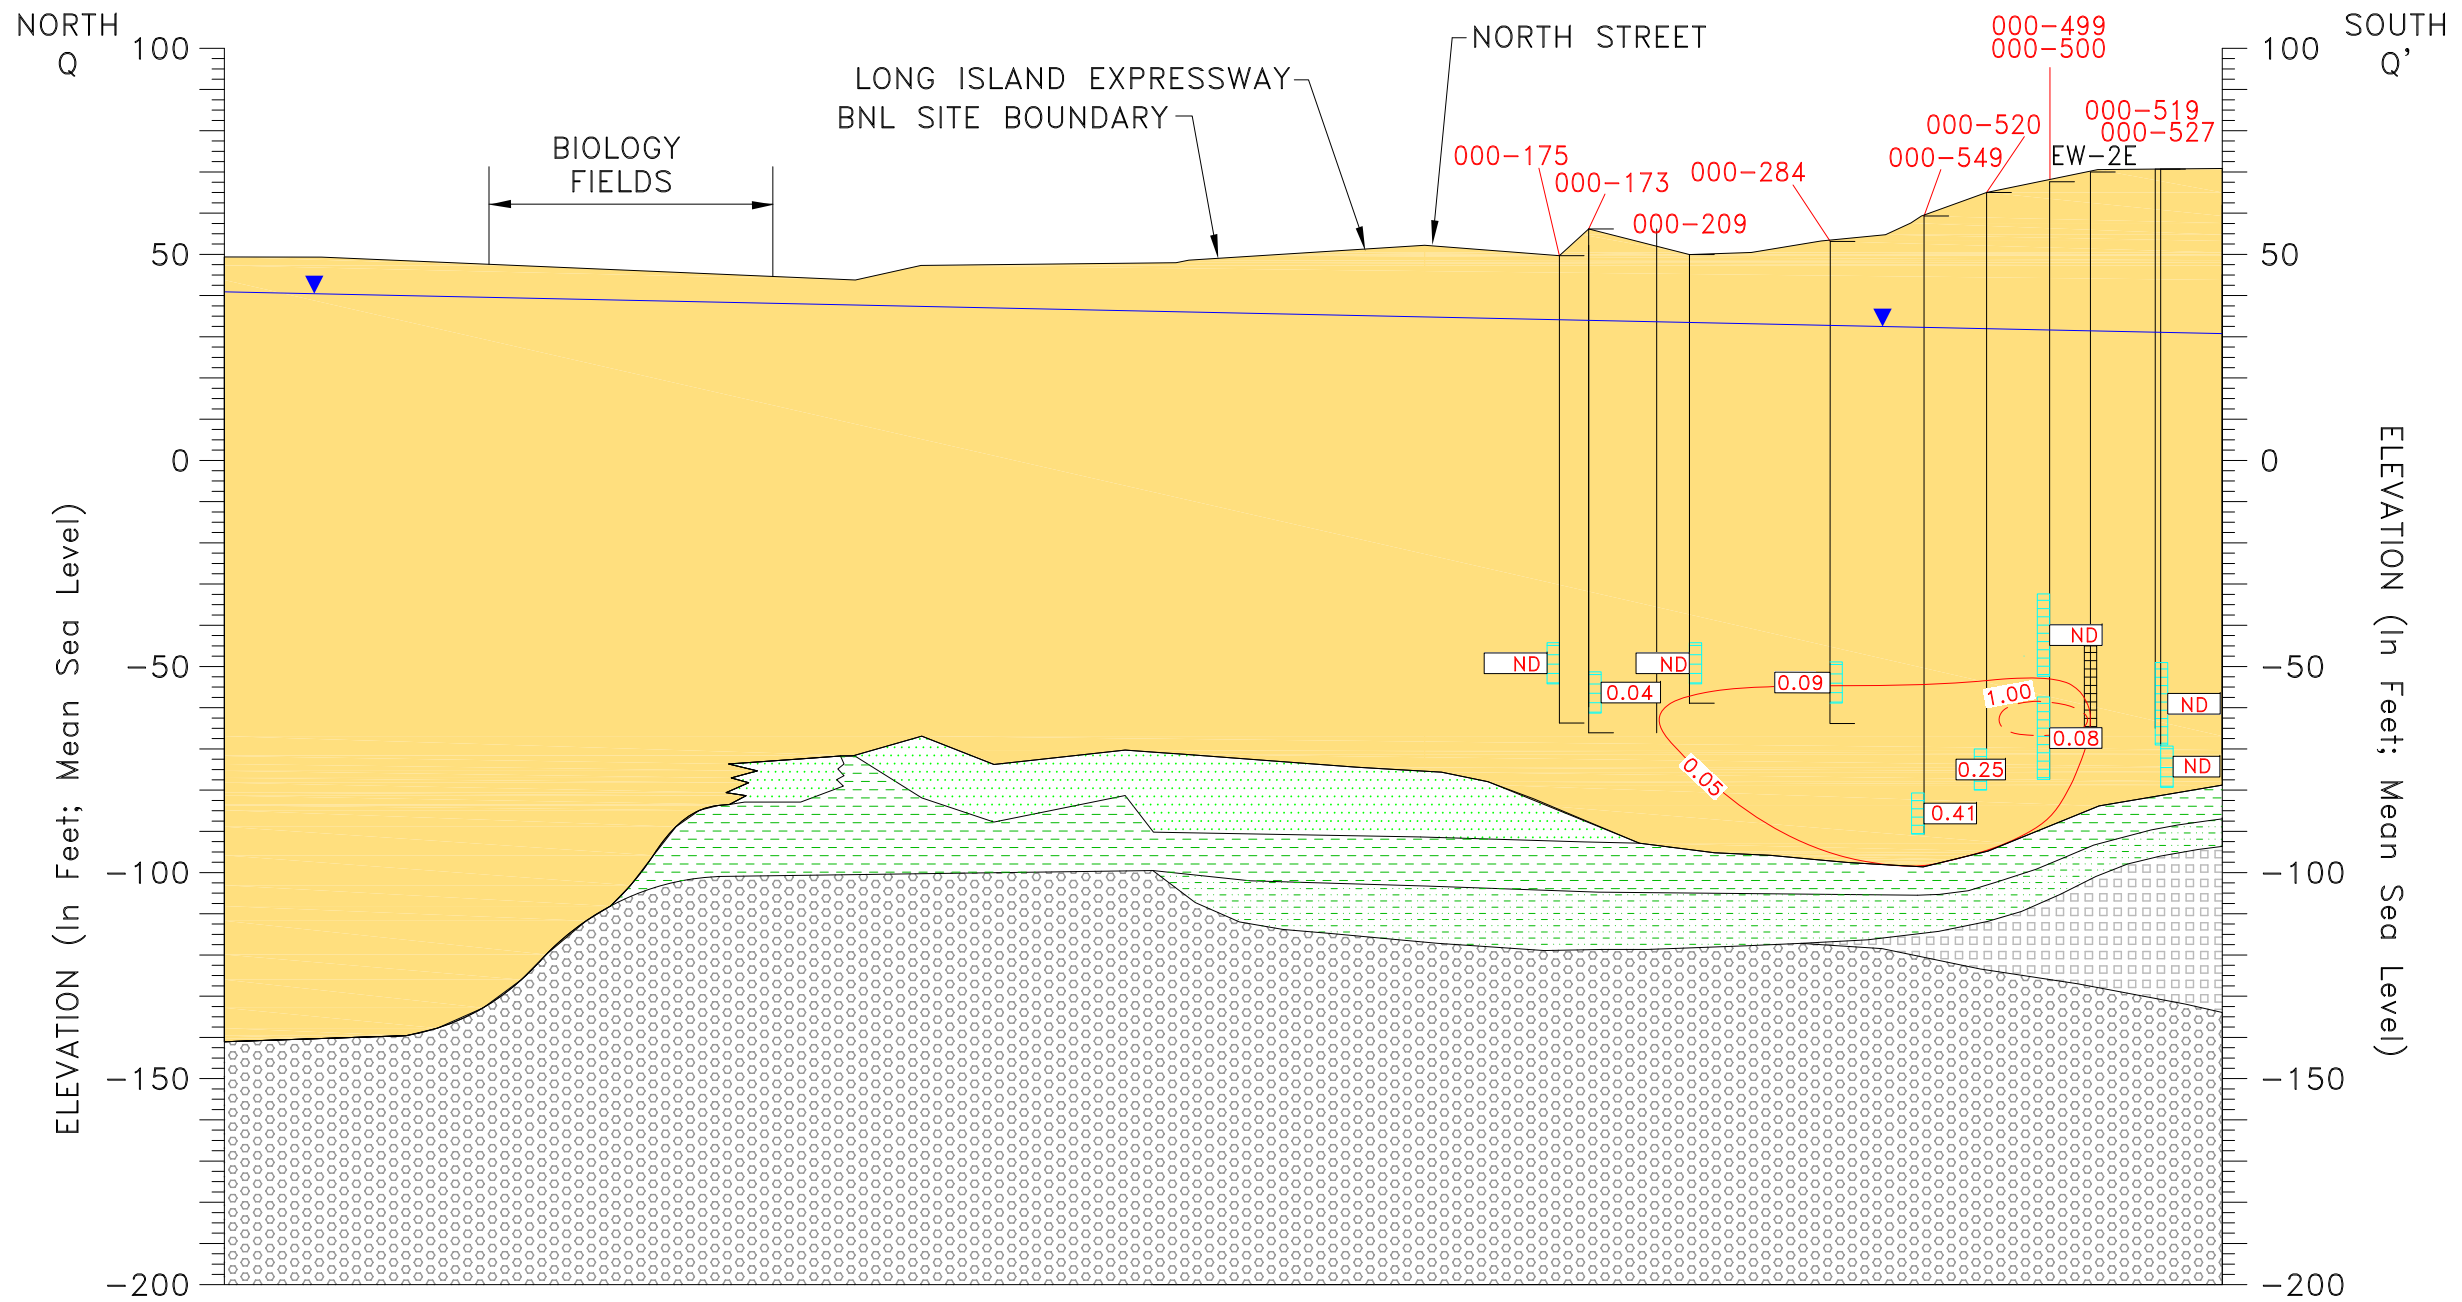 NORTH
Q
SOUTH
Q'
100
50
0
-50
-100
-150
-200
100
50
0
-50
-100
-150
-200
ELEVATION (In Feet; Mean Sea Level)
ELEVATION (In Feet; Mean Sea Level)
BIOLOGY
FIELDS
LONG ISLAND EXPRESSWAY
BNL SITE BOUNDARY
NORTH STREET
000-175
000-173
000-209
000-284
000-549
000-520
000-499
000-500
EW-2E
000-519
000-527
ND
0.04
ND
0.09
1.00
ND
0.08
0.25
0.41
0.05
ND
ND